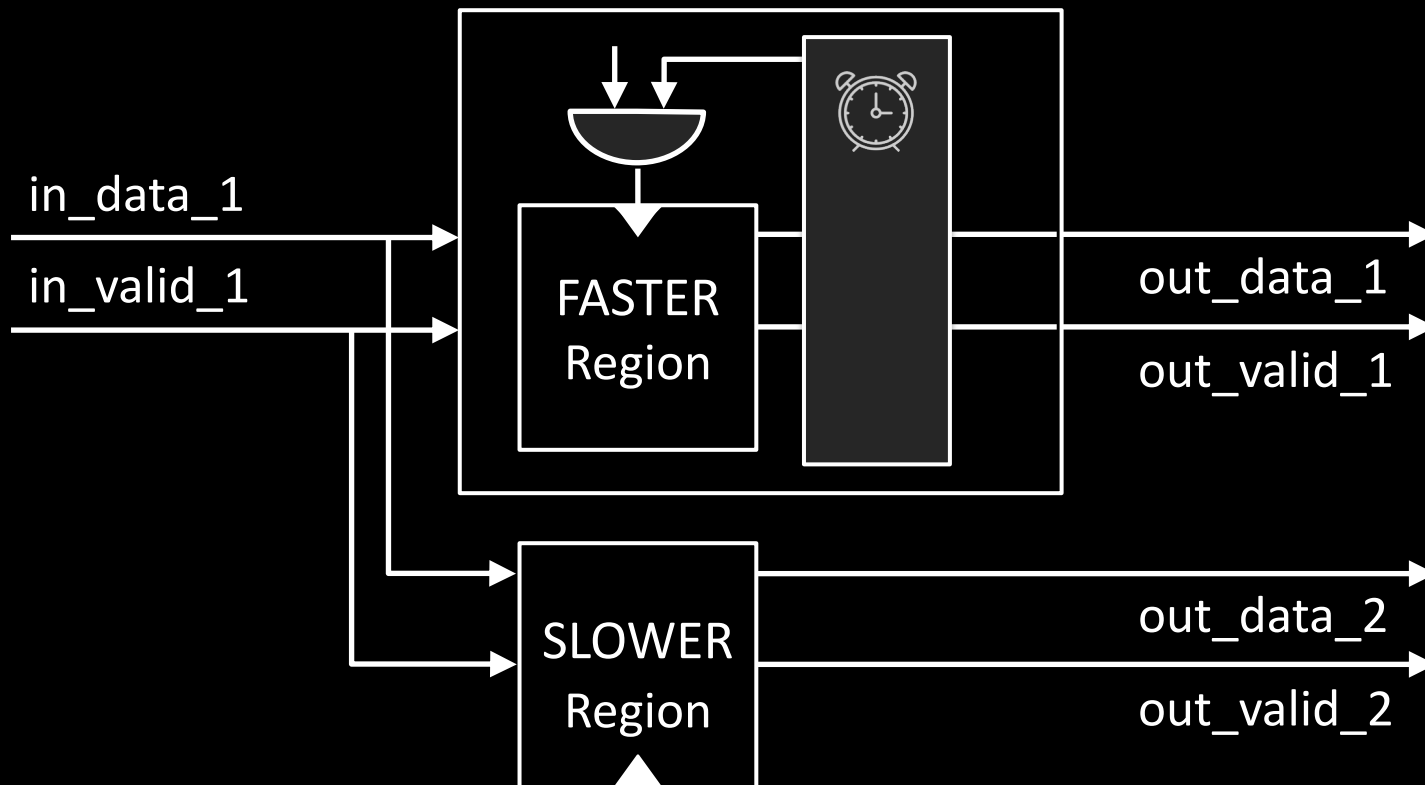 in_data_1
in_valid_1
FASTER
Region
out_data_1
out_valid_1
SLOWER
Region
out_data_2
out_valid_2